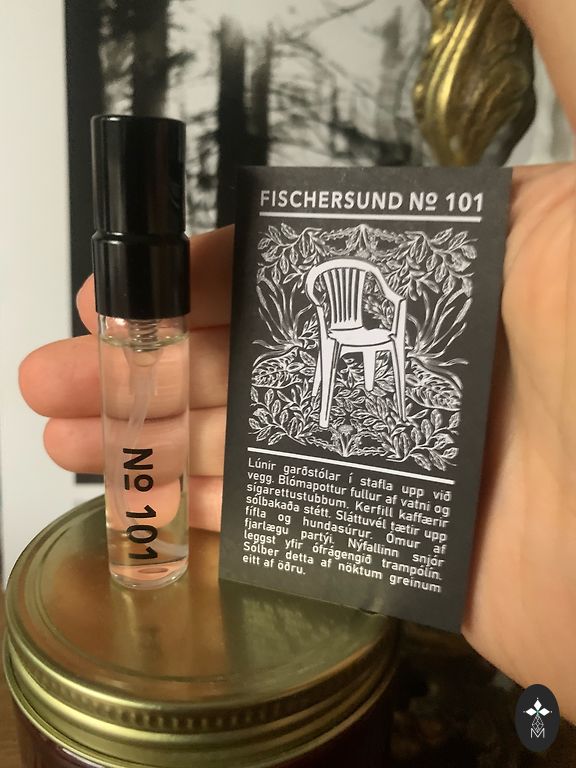 FISCHERSUND Nº 101
Lúnir garðstólar í stafla upp við
vegg. Blómapottur fullur af vatni og
sígarettustubbum. Kerfill kaffærir
sólbakaða stétt. Sláttuvél tætir upp
fífla og hundasúrur. Ómur af
fjarlægu partýi. Nýfallinn snjór
leggst yfir ófrágengið trampólín.
Sólber detta af nöktum greinum
eitt af öðru.
Nº 101